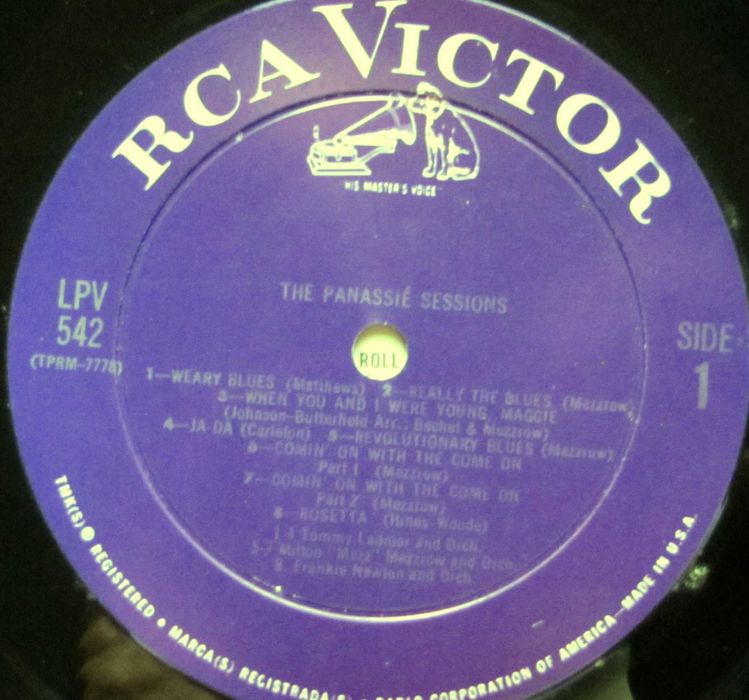 RCA VICTOR
"HIS MASTER'S VOICE"
THE PANASSIÉ SESSIONS
LPV
542
(TPRM-7778)
SIDE
1
ROLL
1—WEARY BLUES (Matthews) 2—REALLY THE BLUES (Mezzrow)
3—WHEN YOU AND I WERE YOUNG, MAGGIE
(Johnson-Butterfield-Arr.: Bechet & Mezzrow)
4—JA-DA (Carleton) 5—REVOLUTIONARY BLUES (Mezzrow)
6—COMIN' ON WITH THE COME ON
Part 1 (Mezzrow)
7—COMIN' ON WITH THE COME ON
Part 2 (Mezzrow)
8—ROSETTA (Hines-Woode)
1-4 Tommy Ladnier and Orch.
5-7 Milton "Mezz" Mezzrow and Orch.
8. Frankie Newton and Orch.
TMK(S) ® REGISTERED • MARCA(S) REGISTRADA(S) • RADIO CORPORATION OF AMERICA—MADE IN U.S.A.